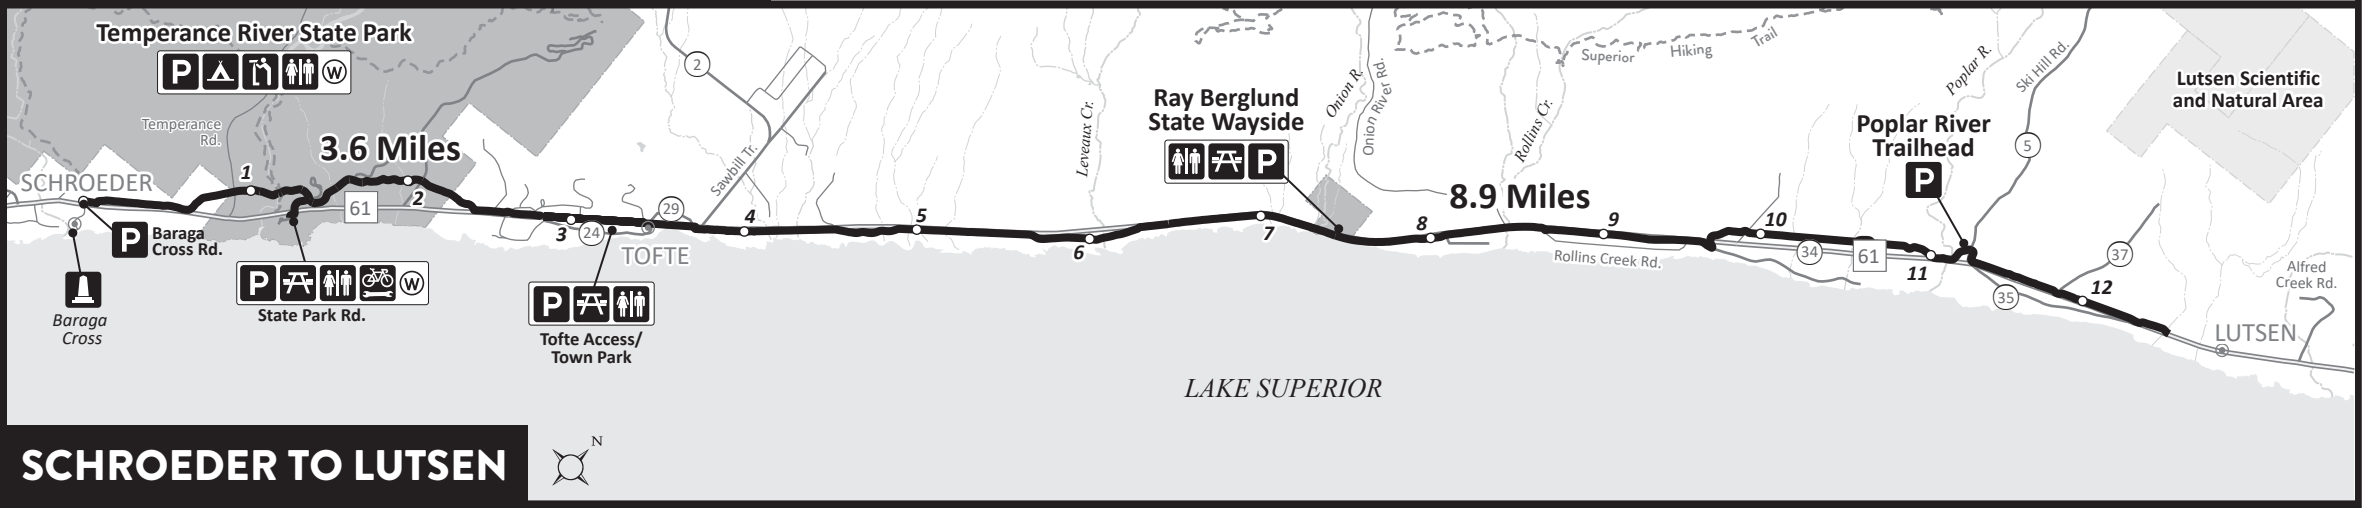 Temperance River State Park
P
W
Temperance
Rd.
3.6 Miles
SCHROEDER
1
61
2
P
Baraga
Cross Rd.
Baraga
Cross
P
W
State Park Rd.
2
Sawbill Tr.
3
24
29
TOFTE
P
Tofte Access/
Town Park
4
5
Leveaux Cr.
6
Ray Berglund
State Wayside
P
7
Onion R.
Onion River Rd.
8
8.9 Miles
Rollins Cr.
Superior Hiking Trail
9
Rollins Creek Rd.
10
34
61
11
Poplar River
Trailhead
P
Poplar R.
Ski Hill Rd.
5
35
37
12
Lutsen Scientific
and Natural Area
Alfred
Creek Rd.
LUTSEN
LAKE SUPERIOR
SCHROEDER TO LUTSEN
N